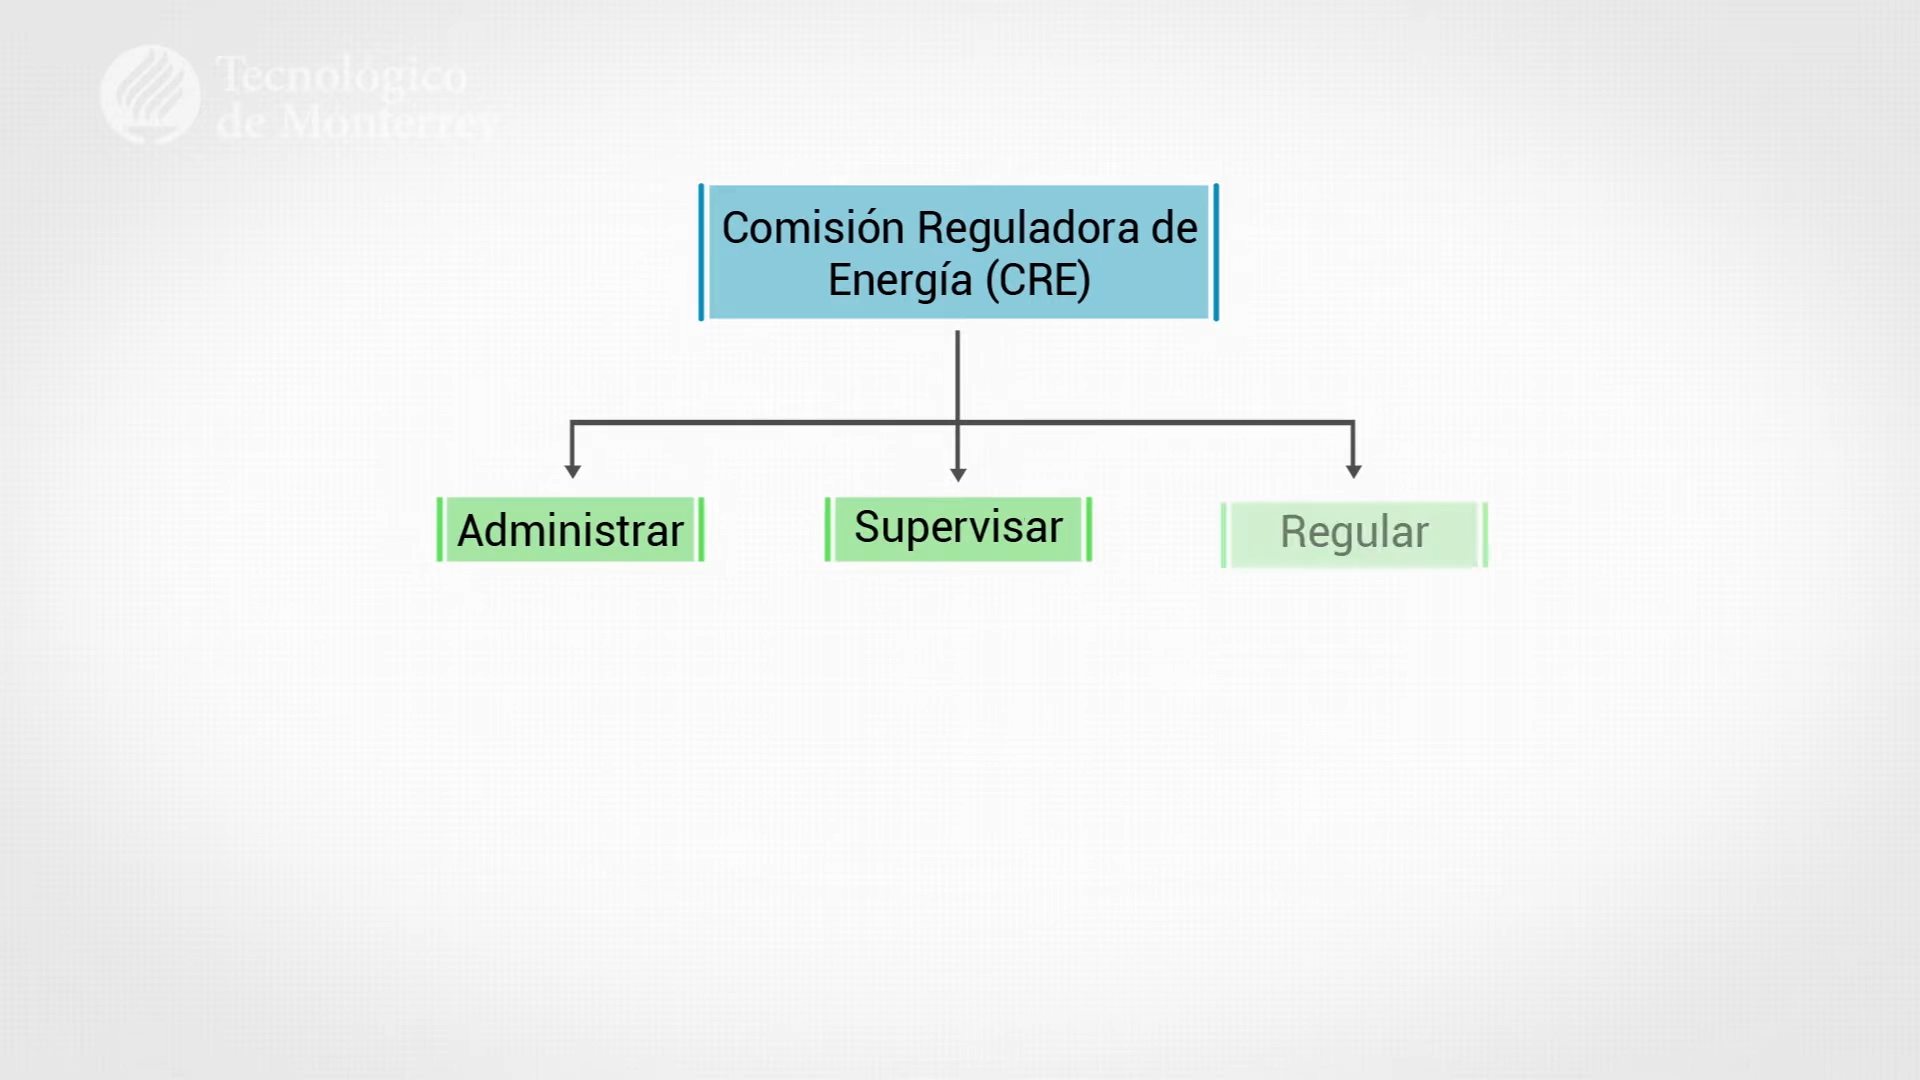 Tecnológico
de Monterrey
Comisión Reguladora de
Energía (CRE)
Administrar
Supervisar
Regular